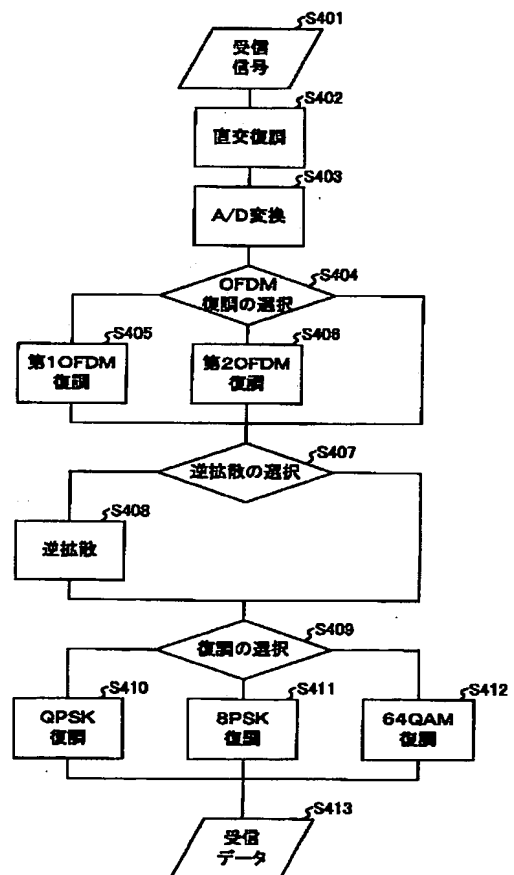 S401
受信
信号
S402
直交復調
S403
A/D変換
S404
OFDM
復調の選択
S405
第1OFDM
復調
S406
第2OFDM
復調
S407
逆拡散の選択
S408
逆拡散
S409
復調の選択
S410
QPSK
復調
S411
8PSK
復調
S412
64QAM
復調
S413
受信
データ